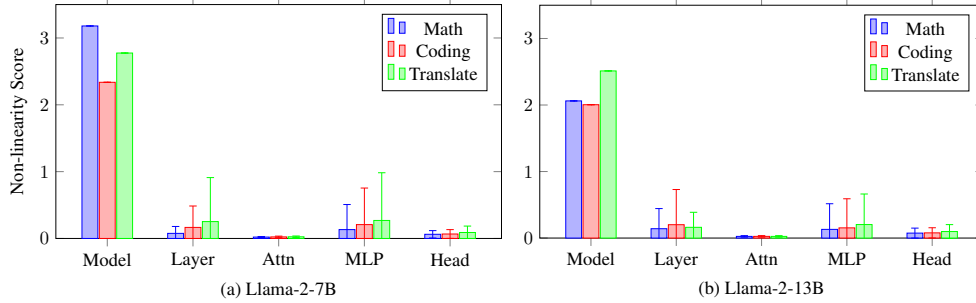 Non-linearity Score
3
2
1
0
Math
Coding
Translate
Model Layer Attn MLP Head
(a) Llama-2-7B
3
2
1
0
Math
Coding
Translate
Model Layer Attn MLP Head
(b) Llama-2-13B